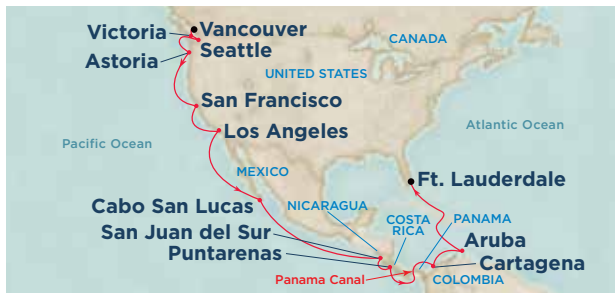 Victoria
Vancouver
Seattle
Astoria
CANADA
UNITED STATES
San Francisco
Los Angeles
Pacific Ocean
Atlantic Ocean
MEXICO
Ft. Lauderdale
Cabo San Lucas
NICARAGUA
San Juan del Sur
COSTA
RICA
PANAMA
Puntarenas
Aruba
Cartagena
Panama Canal
COLOMBIA